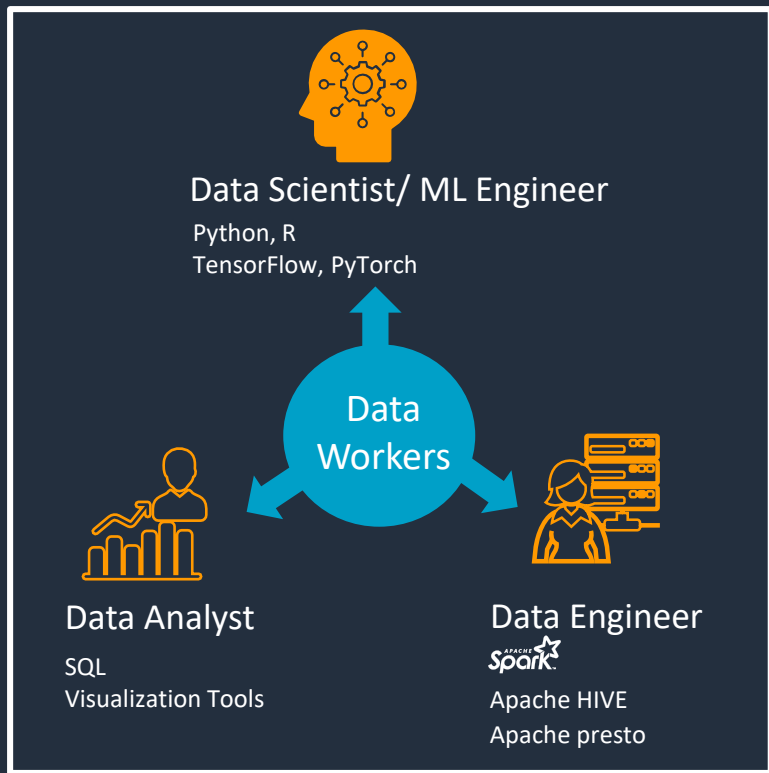 Data Scientist/ ML Engineer
Python, R
TensorFlow, PyTorch
Data
Workers
Data Analyst
SQL
Visualization Tools
Data Engineer
APACHE
Spark™
Apache HIVE
Apache presto